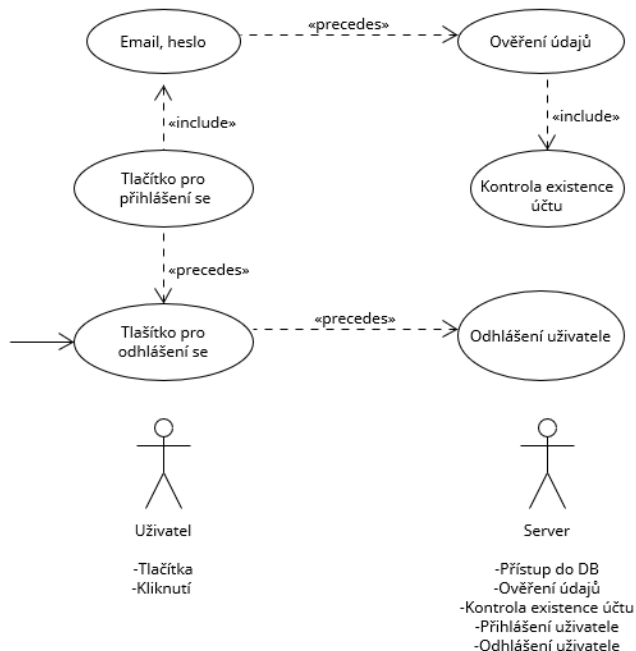 Email, heslo
«precedes»
Ověření údajů
«include»
«include»
Tlačítko pro
přihlášení se
Kontrola existence
účtu
«precedes»
Tlašítko pro
odhlášení se
«precedes»
Odhlášení uživatele
Uživatel
-Tlačítka
-Kliknutí
Server
-Přístup do DB
-Ověření údajů
-Kontrola existence účtu
-Přihlášení uživatele
-Odhlášení uživatele